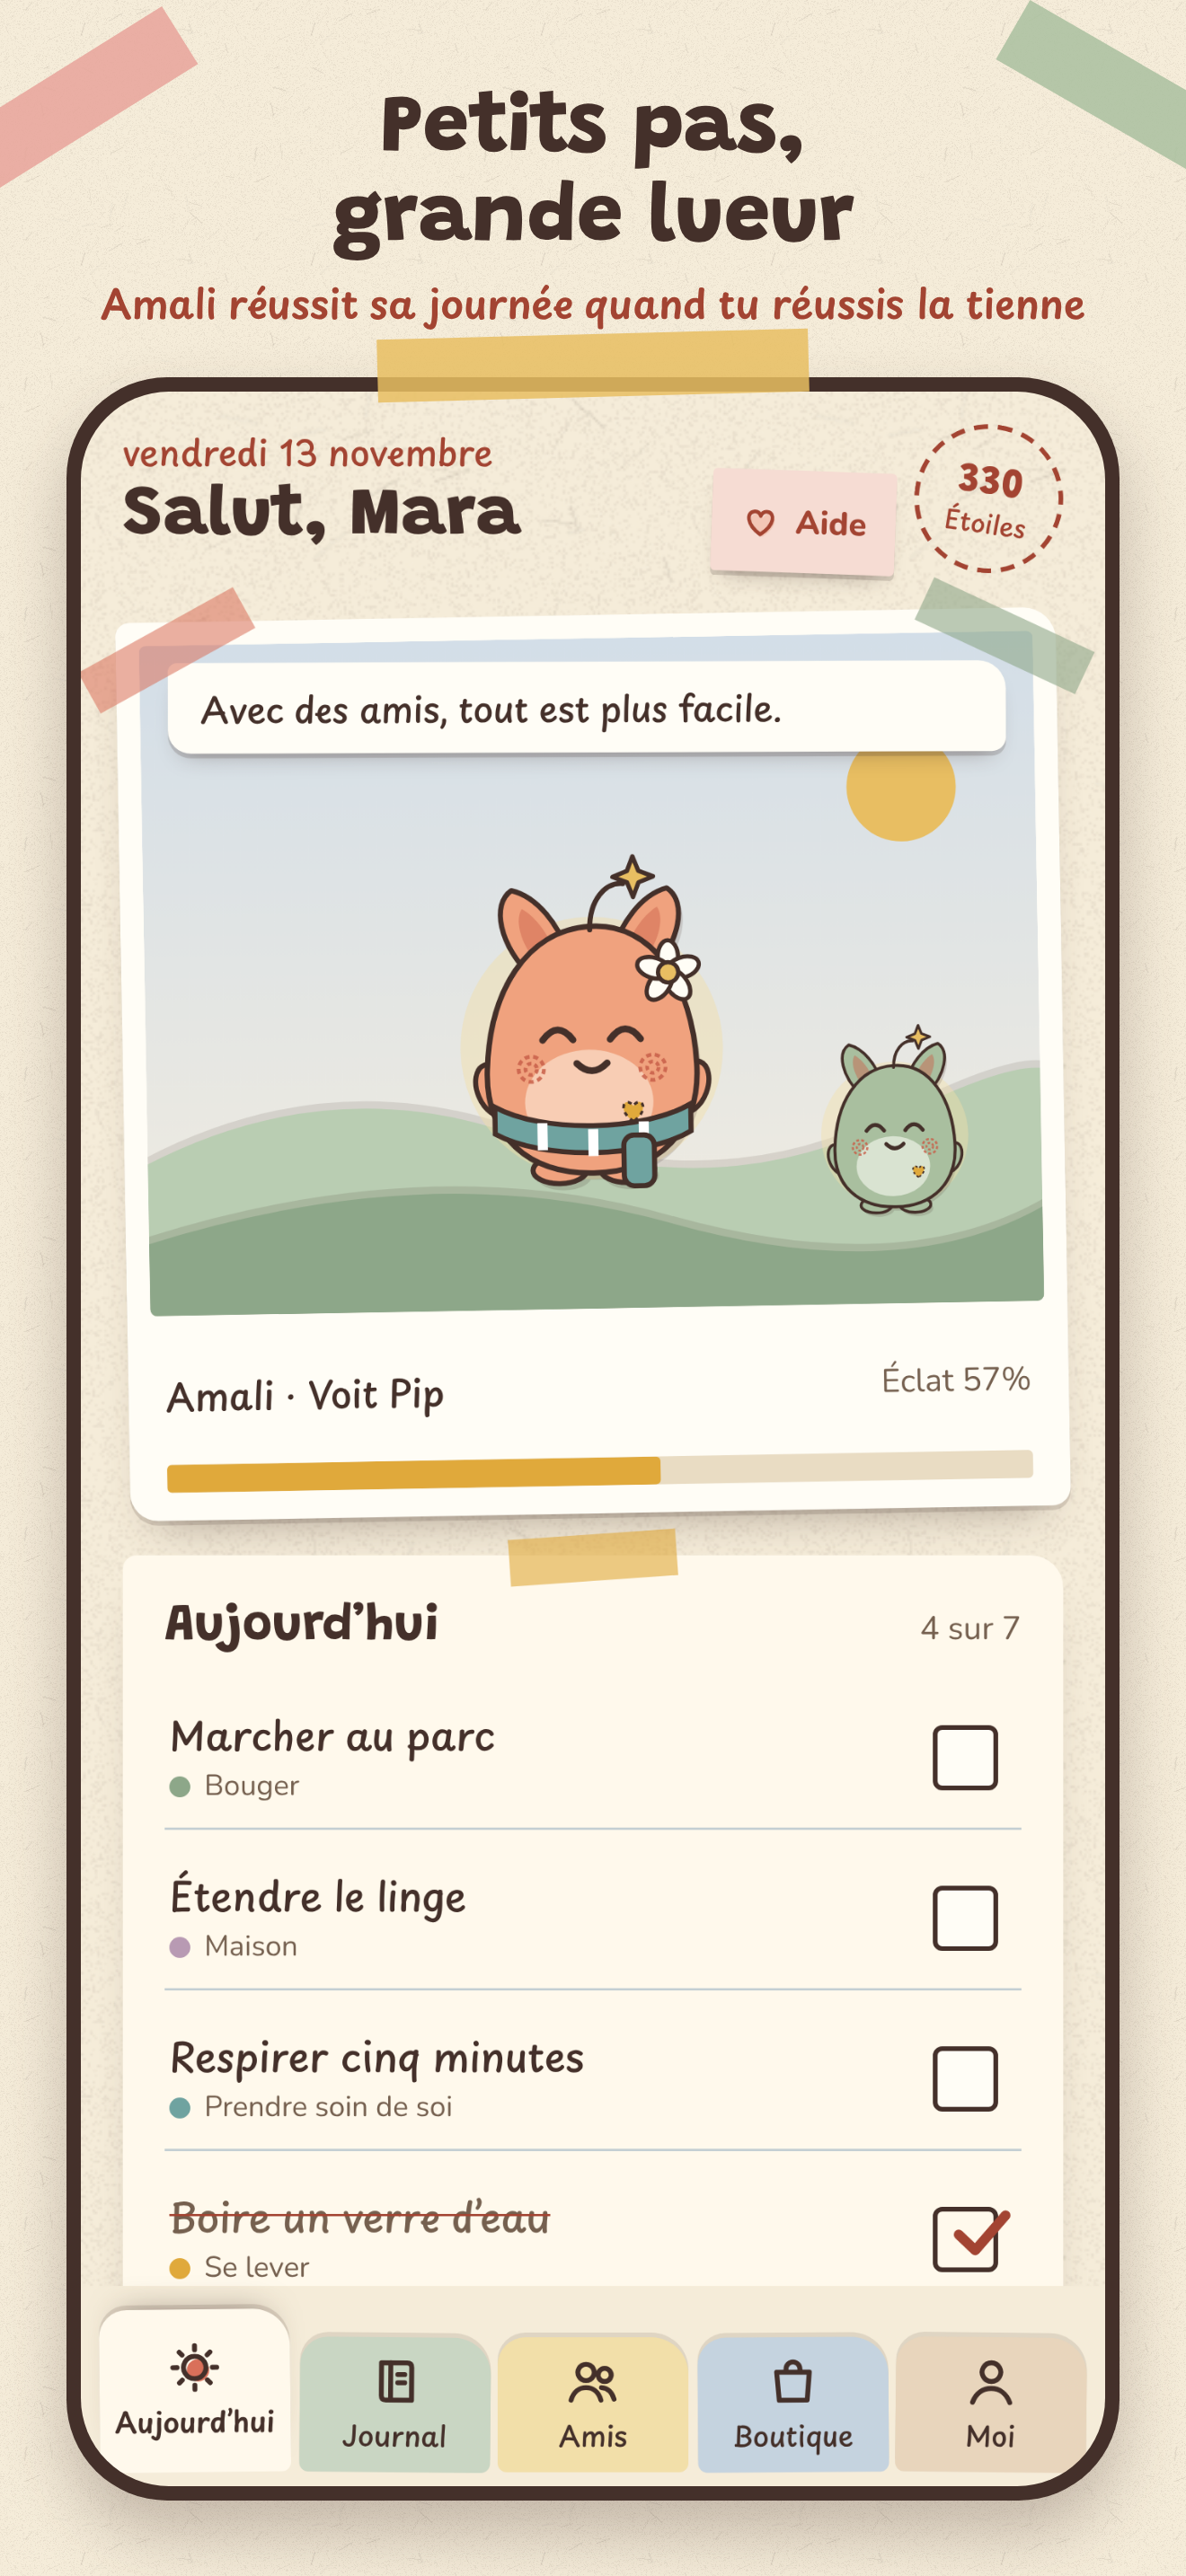 Petits pas,
grande lueur
Amali réussit sa journée quand tu réussis la tienne
vendredi 13 novembre
Salut, Mara
Aide
330
Étoiles
Avec des amis, tout est plus facile.
Amali · Voit Pip
Éclat 57%
Aujourd’hui
4 sur 7
Marcher au parc
Bouger
Étendre le linge
Maison
Respirer cinq minutes
Prendre soin de soi
Boire un verre d’eau
Se lever
Aujourd’hui
Journal
Amis
Boutique
Moi